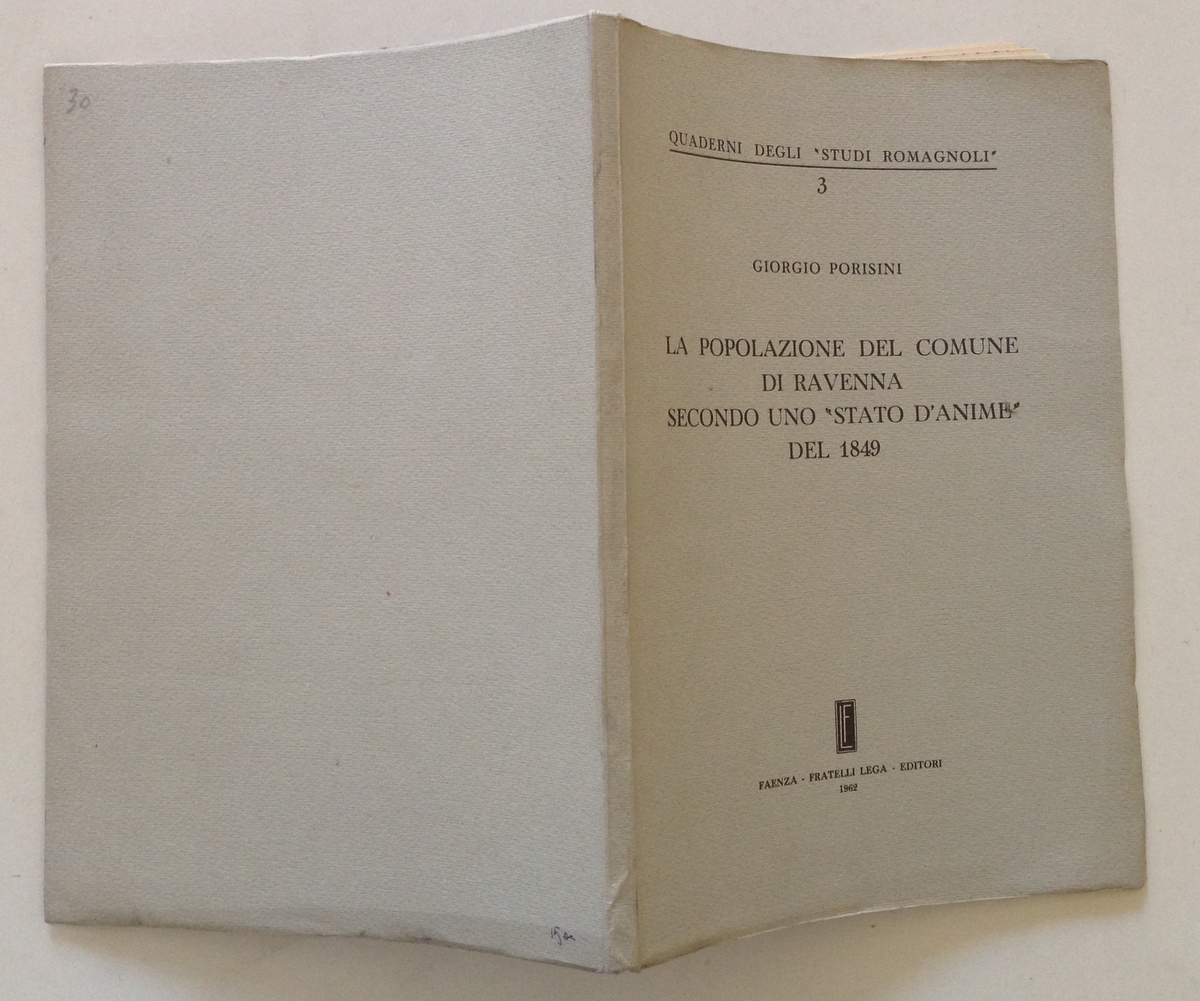 30
QUADERNI DEGLI "STUDI ROMAGNOLI"
3
GIORGIO PORISINI
LA POPOLAZIONE DEL COMUNE
DI RAVENNA
SECONDO UNO "STATO D'ANIME"
DEL 1849
FAENZA - FRATELLI LEGA - EDITORI
1962